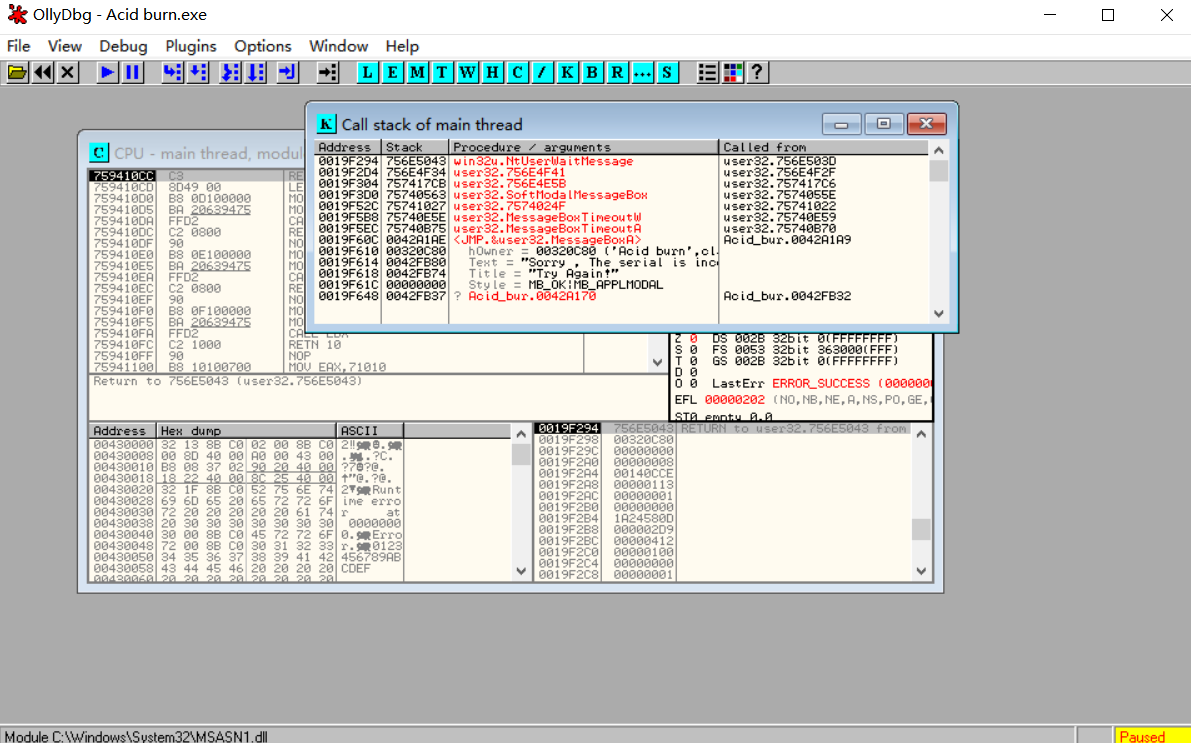 OllyDbg - Acid burn.exe
File View Debug Plugins Options Window Help
L E M T W H C / K B R ... S ?
K Call stack of main thread
Address Stack Procedure / arguments Called from
0019F294 756E5043 win32u.NtUserWaitMessage user32.756E503D
0019F2D4 756E4F34 user32.756E4F41 user32.756E4F2F
0019F304 757417CB user32.756E4E5B user32.757417C6
0019F3D0 75740563 user32.SoftModalMessageBox user32.7574055E
0019F52C 75741027 user32.7574024F user32.75741022
0019F5B8 75740E5E user32.MessageBoxTimeoutW user32.75740E59
0019F5EC 75740B75 user32.MessageBoxTimeoutA user32.75740B70
0019F60C 0042A1AE <JMP.&user32.MessageBoxA> Acid_bur.0042A1A9
0019F610 00320C80 hOwner = 00320C80 ('Acid burn',cl
0019F614 0042FB80 Text = "Sorry , The serial is inc
0019F618 0042FB74 Title = "Try Again!"
0019F61C 00000000 Style = MB_OK|MB_APPLMODAL
0019F648 0042FB37 ? Acid_bur.0042A170 Acid_bur.0042FB32
C CPU - main thread, modul
759410CC C3 RE
759410CD 8D49 00 LE
759410D0 B8 0D100000 MO
759410D5 BA 20639475 MO
759410DA FFD2 CA
759410DC C2 0800 RE
759410DF 90 NO
759410E0 B8 0E100000 MO
759410E5 BA 20639475 MO
759410EA FFD2 CA
759410EC C2 0800 RE
759410EF 90 NO
759410F0 B8 0F100000 MO
759410F5 BA 20639475 MO
759410FA FFD2 CALL EDX
759410FC C2 1000 RETN 10
759410FF 90 NOP
75941100 B8 10100700 MOV EAX,71010
Z 0 DS 002B 32bit 0(FFFFFFFF)
S 0 FS 0053 32bit 363000(FFF)
T 0 GS 002B 32bit 0(FFFFFFFF)
D 0
O 0 LastErr ERROR_SUCCESS (0000000
EFL 00000202 (NO,NB,NE,A,NS,PO,GE,
ST0 empty 0.0
Return to 756E5043 (user32.756E5043)
Address Hex dump ASCII
00430000 32 13 8B C0 02 00 8B C0
00430008 00 8D 40 00 A0 00 43 00
00430010 B8 08 37 02 90 20 40 00
00430018 18 22 40 00 8C 25 40 00
00430020 32 1F 8B C0 52 75 6E 74 Runt
00430028 69 6D 65 20 65 72 72 6F ime erro
00430030 72 20 20 20 20 20 61 74 r at
00430038 20 30 30 30 30 30 30 30 0000000
00430040 30 00 8B C0 45 72 72 6F Erro
00430048 72 00 8B C0 30 31 32 33 0123
00430050 34 35 36 37 38 39 41 42 456789AB
00430058 43 44 45 46 20 20 20 20 CDEF
00430060 20 20 20 20 20 20 20 20
0019F294 756E5043 RETURN to user32.756E5043 from
0019F298 00320C80
0019F29C 00000000
0019F2A0 00000008
0019F2A4 00140CCE
0019F2A8 00000113
0019F2AC 00000001
0019F2B0 00000000
0019F2B4 1A24580D
0019F2B8 000002D9
0019F2BC 00000412
0019F2C0 00000100
0019F2C4 00000000
0019F2C8 00000001
Module C:\Windows\System32\MSASN1.dll
Paused